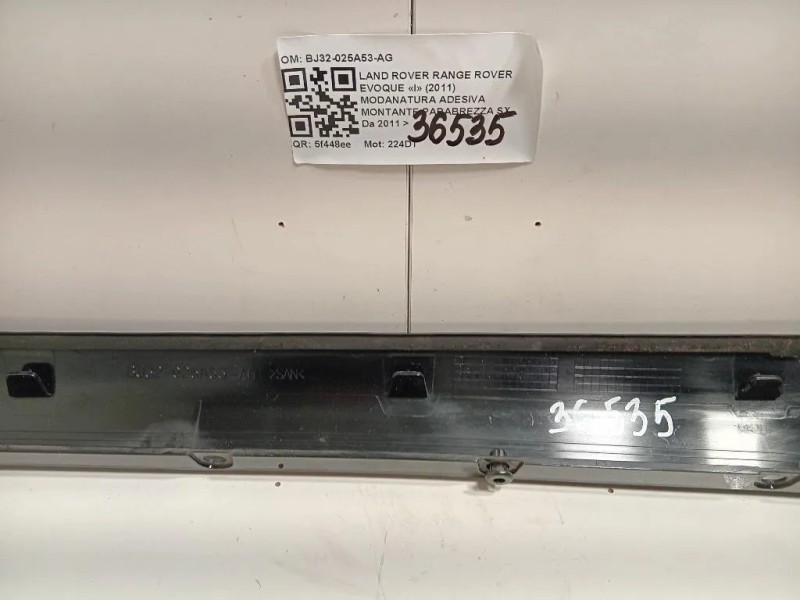 OM: BJ32-025A53-AG
LAND ROVER RANGE ROVER
EVOQUE «I» (2011)
MODANATURA ADESIVA
MONTANTE PARABREZZA SX
Da 2011 >
36535
QR: 5f448ee Mot: 224DT
>SAN<
36535